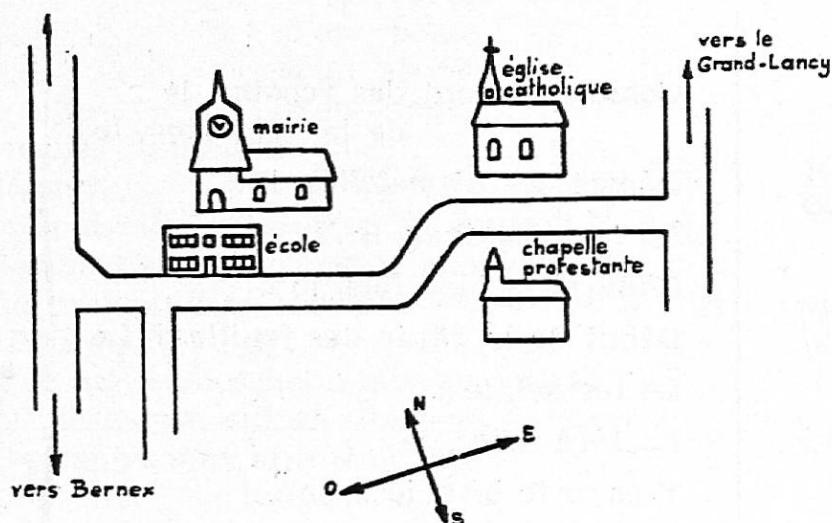 vers le
Grand-Lancy
église
catholique
mairie
école
chapelle
protestante
N
E
O
S
vers Bernex